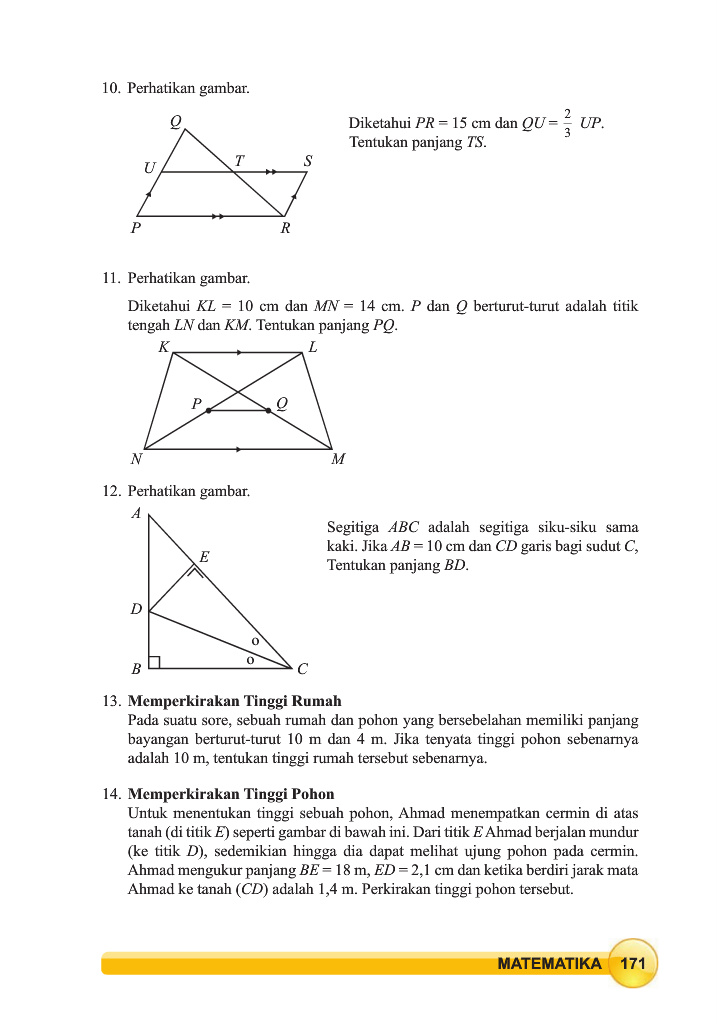 10. Perhatikan gambar.
Q
U
T
S
P
R
Diketahui PR = 15 cm dan QU = 2/3 UP.
Tentukan panjang TS.
11. Perhatikan gambar.
Diketahui KL = 10 cm dan MN = 14 cm. P dan Q berturut-turut adalah titik
tengah LN dan KM. Tentukan panjang PQ.
K
L
P
Q
N
M
12. Perhatikan gambar.
A
E
D
o
o
B
C
Segitiga ABC adalah segitiga siku-siku sama
kaki. Jika AB = 10 cm dan CD garis bagi sudut C,
Tentukan panjang BD.
13. Memperkirakan Tinggi Rumah
Pada suatu sore, sebuah rumah dan pohon yang bersebelahan memiliki panjang
bayangan berturut-turut 10 m dan 4 m. Jika tenyata tinggi pohon sebenarnya
adalah 10 m, tentukan tinggi rumah tersebut sebenarnya.
14. Memperkirakan Tinggi Pohon
Untuk menentukan tinggi sebuah pohon, Ahmad menempatkan cermin di atas
tanah (di titik E) seperti gambar di bawah ini. Dari titik E Ahmad berjalan mundur
(ke titik D), sedemikian hingga dia dapat melihat ujung pohon pada cermin.
Ahmad mengukur panjang BE = 18 m, ED = 2,1 cm dan ketika berdiri jarak mata
Ahmad ke tanah (CD) adalah 1,4 m. Perkirakan tinggi pohon tersebut.
MATEMATIKA 171